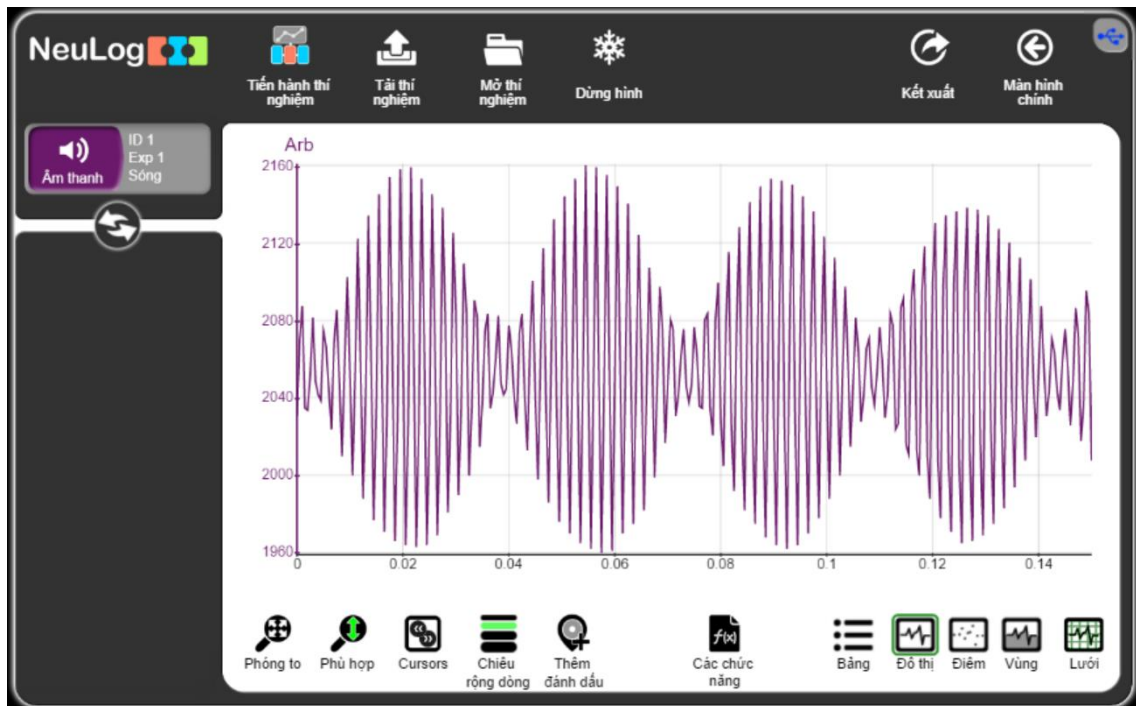 NeuLog
Tiến hành thí
nghiệm
Tải thí
nghiệm
Mở thí
nghiệm
Dừng hình
Kết xuất
Màn hình
chính
Âm thanh
ID 1
Exp 1
Sóng
Arb
2160
2120
2080
2040
2000
1960
0
0.02
0.04
0.06
0.08
0.1
0.12
0.14
Phóng to
Phù hợp
Cursors
Chiêu
rộng dòng
Thêm
đánh dấu
f(x)
Các chức
năng
Bảng
Đồ thị
Điêm
Vùng
Lưới